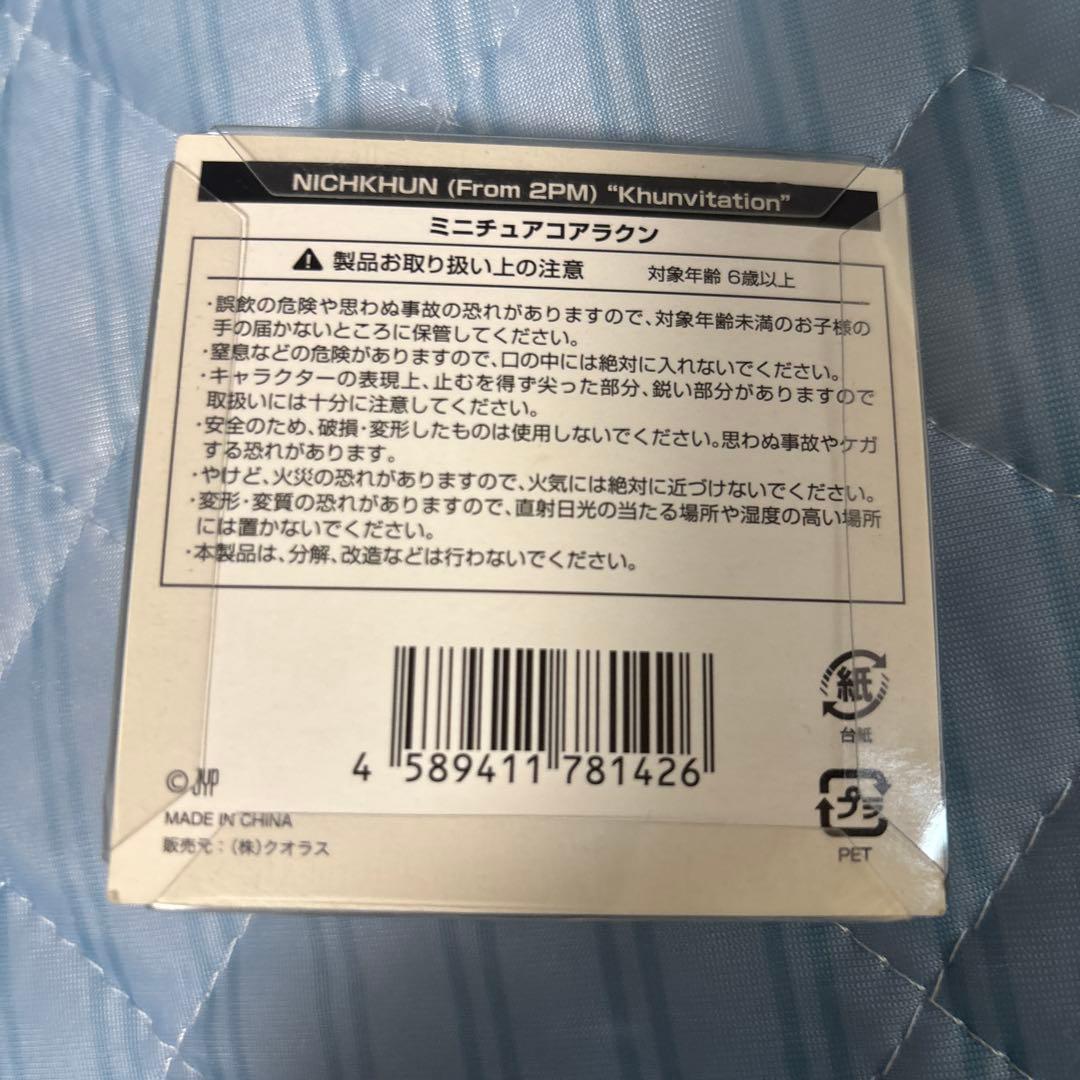 NICHKHUN (From 2PM) “Khunvitation”
ミニチュアコアラクン
製品お取り扱い上の注意 対象年齢 6歳以上
・誤飲の危険や思わぬ事故の恐れがありますので、対象年齢未満のお子様の
手の届かないところに保管してください。
・窒息などの危険がありますので、口の中には絶対に入れないでください。
・キャラクターの表現上、止むを得ず尖った部分、鋭い部分がありますので
取扱いには十分に注意してください。
・安全のため、破損・変形したものは使用しないでください。思わぬ事故やケガ
する恐れがあります。
・やけど、火災の恐れがありますので、火気には絶対に近づけないでください。
・変形・変質の恐れがありますので、直射日光の当たる場所や湿度の高い場所
には置かないでください。
・本製品は、分解、改造などは行わないでください。
紙
台紙
4 589411 781426
プラ
PET
© JYP
MADE IN CHINA
販売元：（株）クオラス